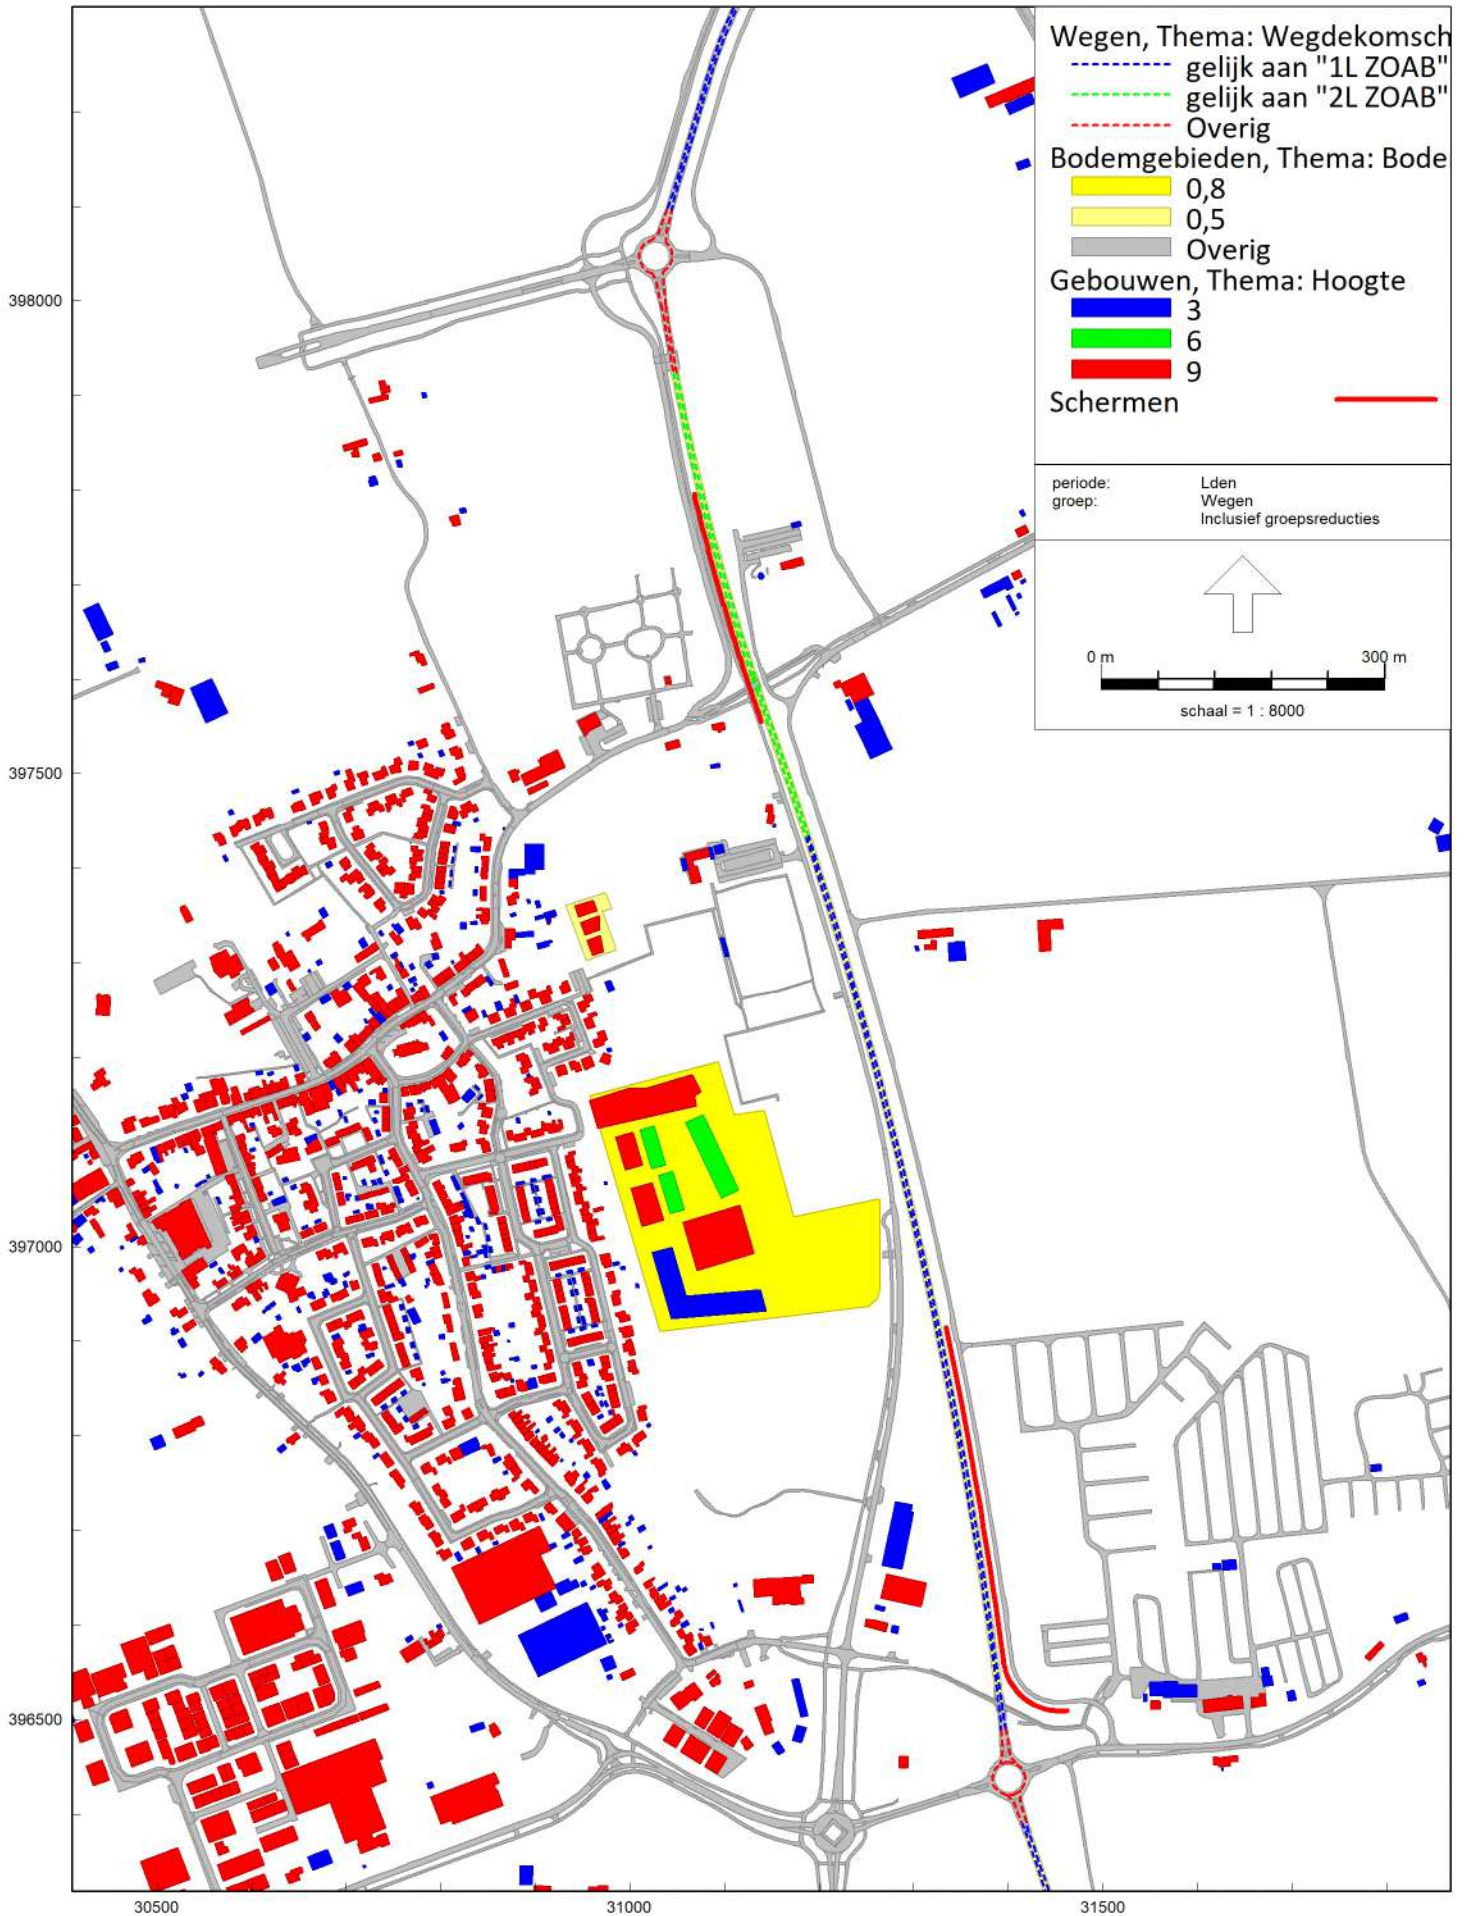 Wegen, Thema: Wegdekomsch
gelijk aan "1L ZOAB"
gelijk aan "2L ZOAB"
Overig
Bodemgebieden, Thema: Bode
0,8
0,5
Overig
Gebouwen, Thema: Hoogte
3
6
9
Schermen
periode: Lden
groep: Wegen
Inclusief groepsreducties
0 m 300 m
schaal = 1 : 8000
398000
397500
397000
396500
30500 31000 31500